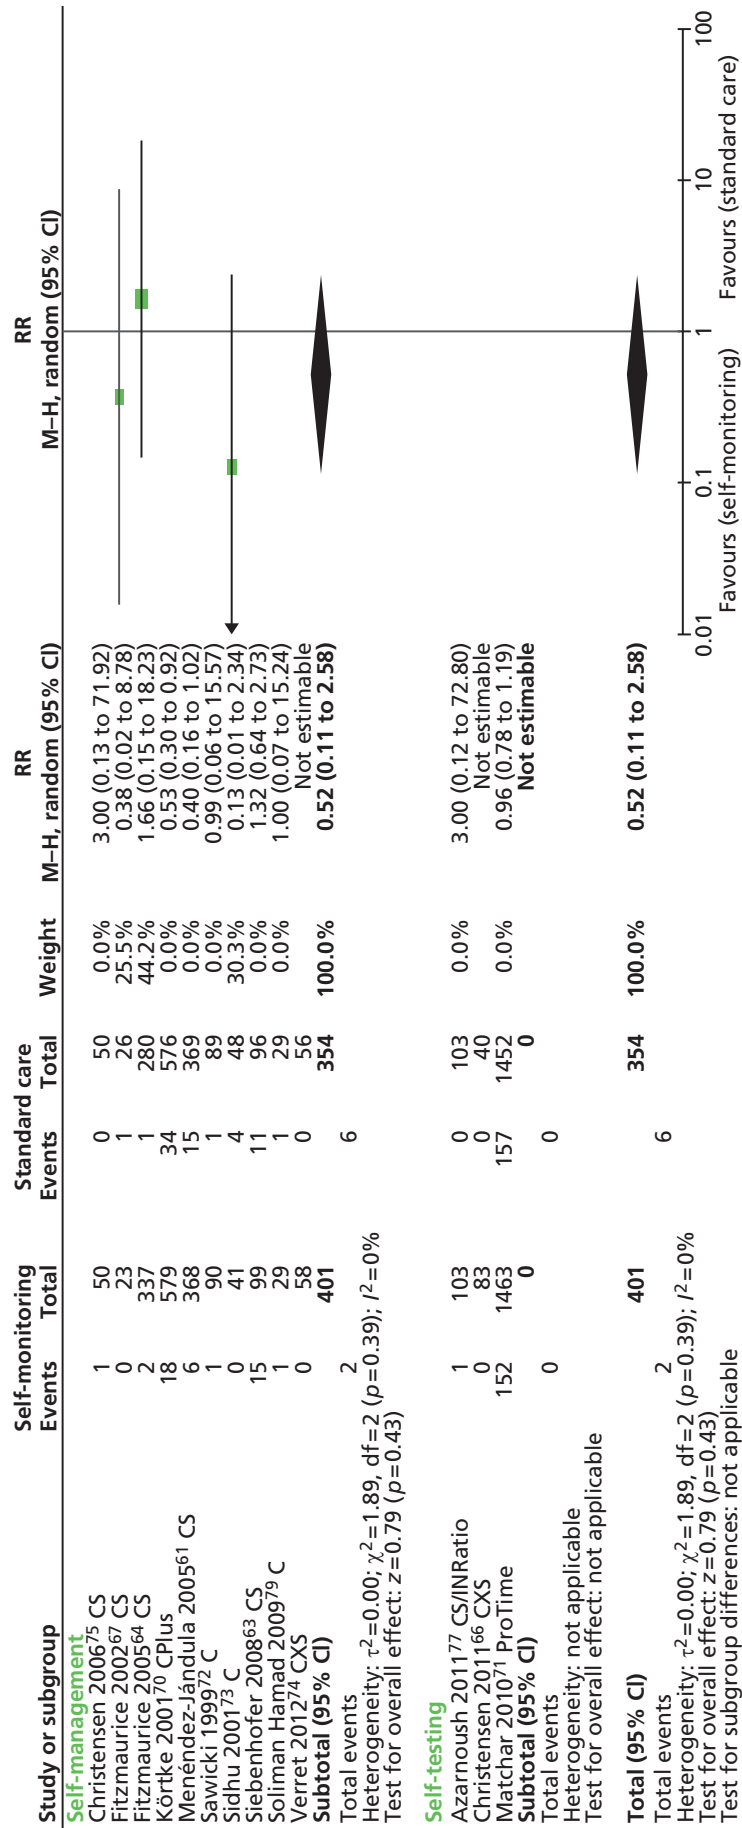 Study or subgroup Self-monitoring Events Total Standard care Events Total Weight RR M–H, random (95% CI) RR M–H, random (95% CI)
Self-management
Christensen 2006⁷⁵ CS 1 50 0 50 0.0% 3.00 (0.13 to 71.92)
Fitzmaurice 2002⁶⁷ CS 0 23 1 26 25.5% 0.38 (0.02 to 8.78)
Fitzmaurice 2005⁶⁴ CS 2 337 1 280 44.2% 1.66 (0.15 to 18.23)
Körtke 2001⁷⁰ CPlus 18 579 34 576 0.0% 0.53 (0.30 to 0.92)
Menéndez-Jándula 2005⁶¹ CS 6 368 15 369 0.0% 0.40 (0.16 to 1.02)
Sawicki 1999⁷² C 1 90 1 89 0.0% 0.99 (0.06 to 15.57)
Sidhu 2001⁷³ C 0 41 4 48 30.3% 0.13 (0.01 to 2.34)
Siebenhofer 2008⁶³ CS 15 99 11 96 0.0% 1.32 (0.64 to 2.73)
Soliman Hamad 2009⁷⁹ C 1 29 1 29 0.0% 1.00 (0.07 to 15.24)
Verret 2012⁷⁴ CXS 0 58 0 56 Not estimable
Subtotal (95% CI) 401 354 100.0% 0.52 (0.11 to 2.58)
Total events 2 6
Heterogeneity: τ²=0.00; χ²=1.89, df=2 (p=0.39); I²=0%
Test for overall effect: z=0.79 (p=0.43)
Self-testing
Azarnoush 2011⁷⁷ CS/INRatio 1 103 0 103 0.0% 3.00 (0.12 to 72.80)
Christensen 2011⁶⁶ CXS 0 83 0 40 Not estimable
Matchar 2010⁷¹ ProTime 152 1463 157 1452 0.0% 0.96 (0.78 to 1.19)
Subtotal (95% CI) 0 0 Not estimable
Total events 0 0
Heterogeneity: not applicable
Test for overall effect: not applicable
Total (95% CI) 401 354 100.0% 0.52 (0.11 to 2.58)
Total events 2 6
Heterogeneity: τ²=0.00; χ²=1.89, df=2 (p=0.39); I²=0%
Test for overall effect: z=0.79 (p=0.43)
Test for subgroup differences: not applicable
0.01 0.1 1 10 100
Favours (self-monitoring) Favours (standard care)